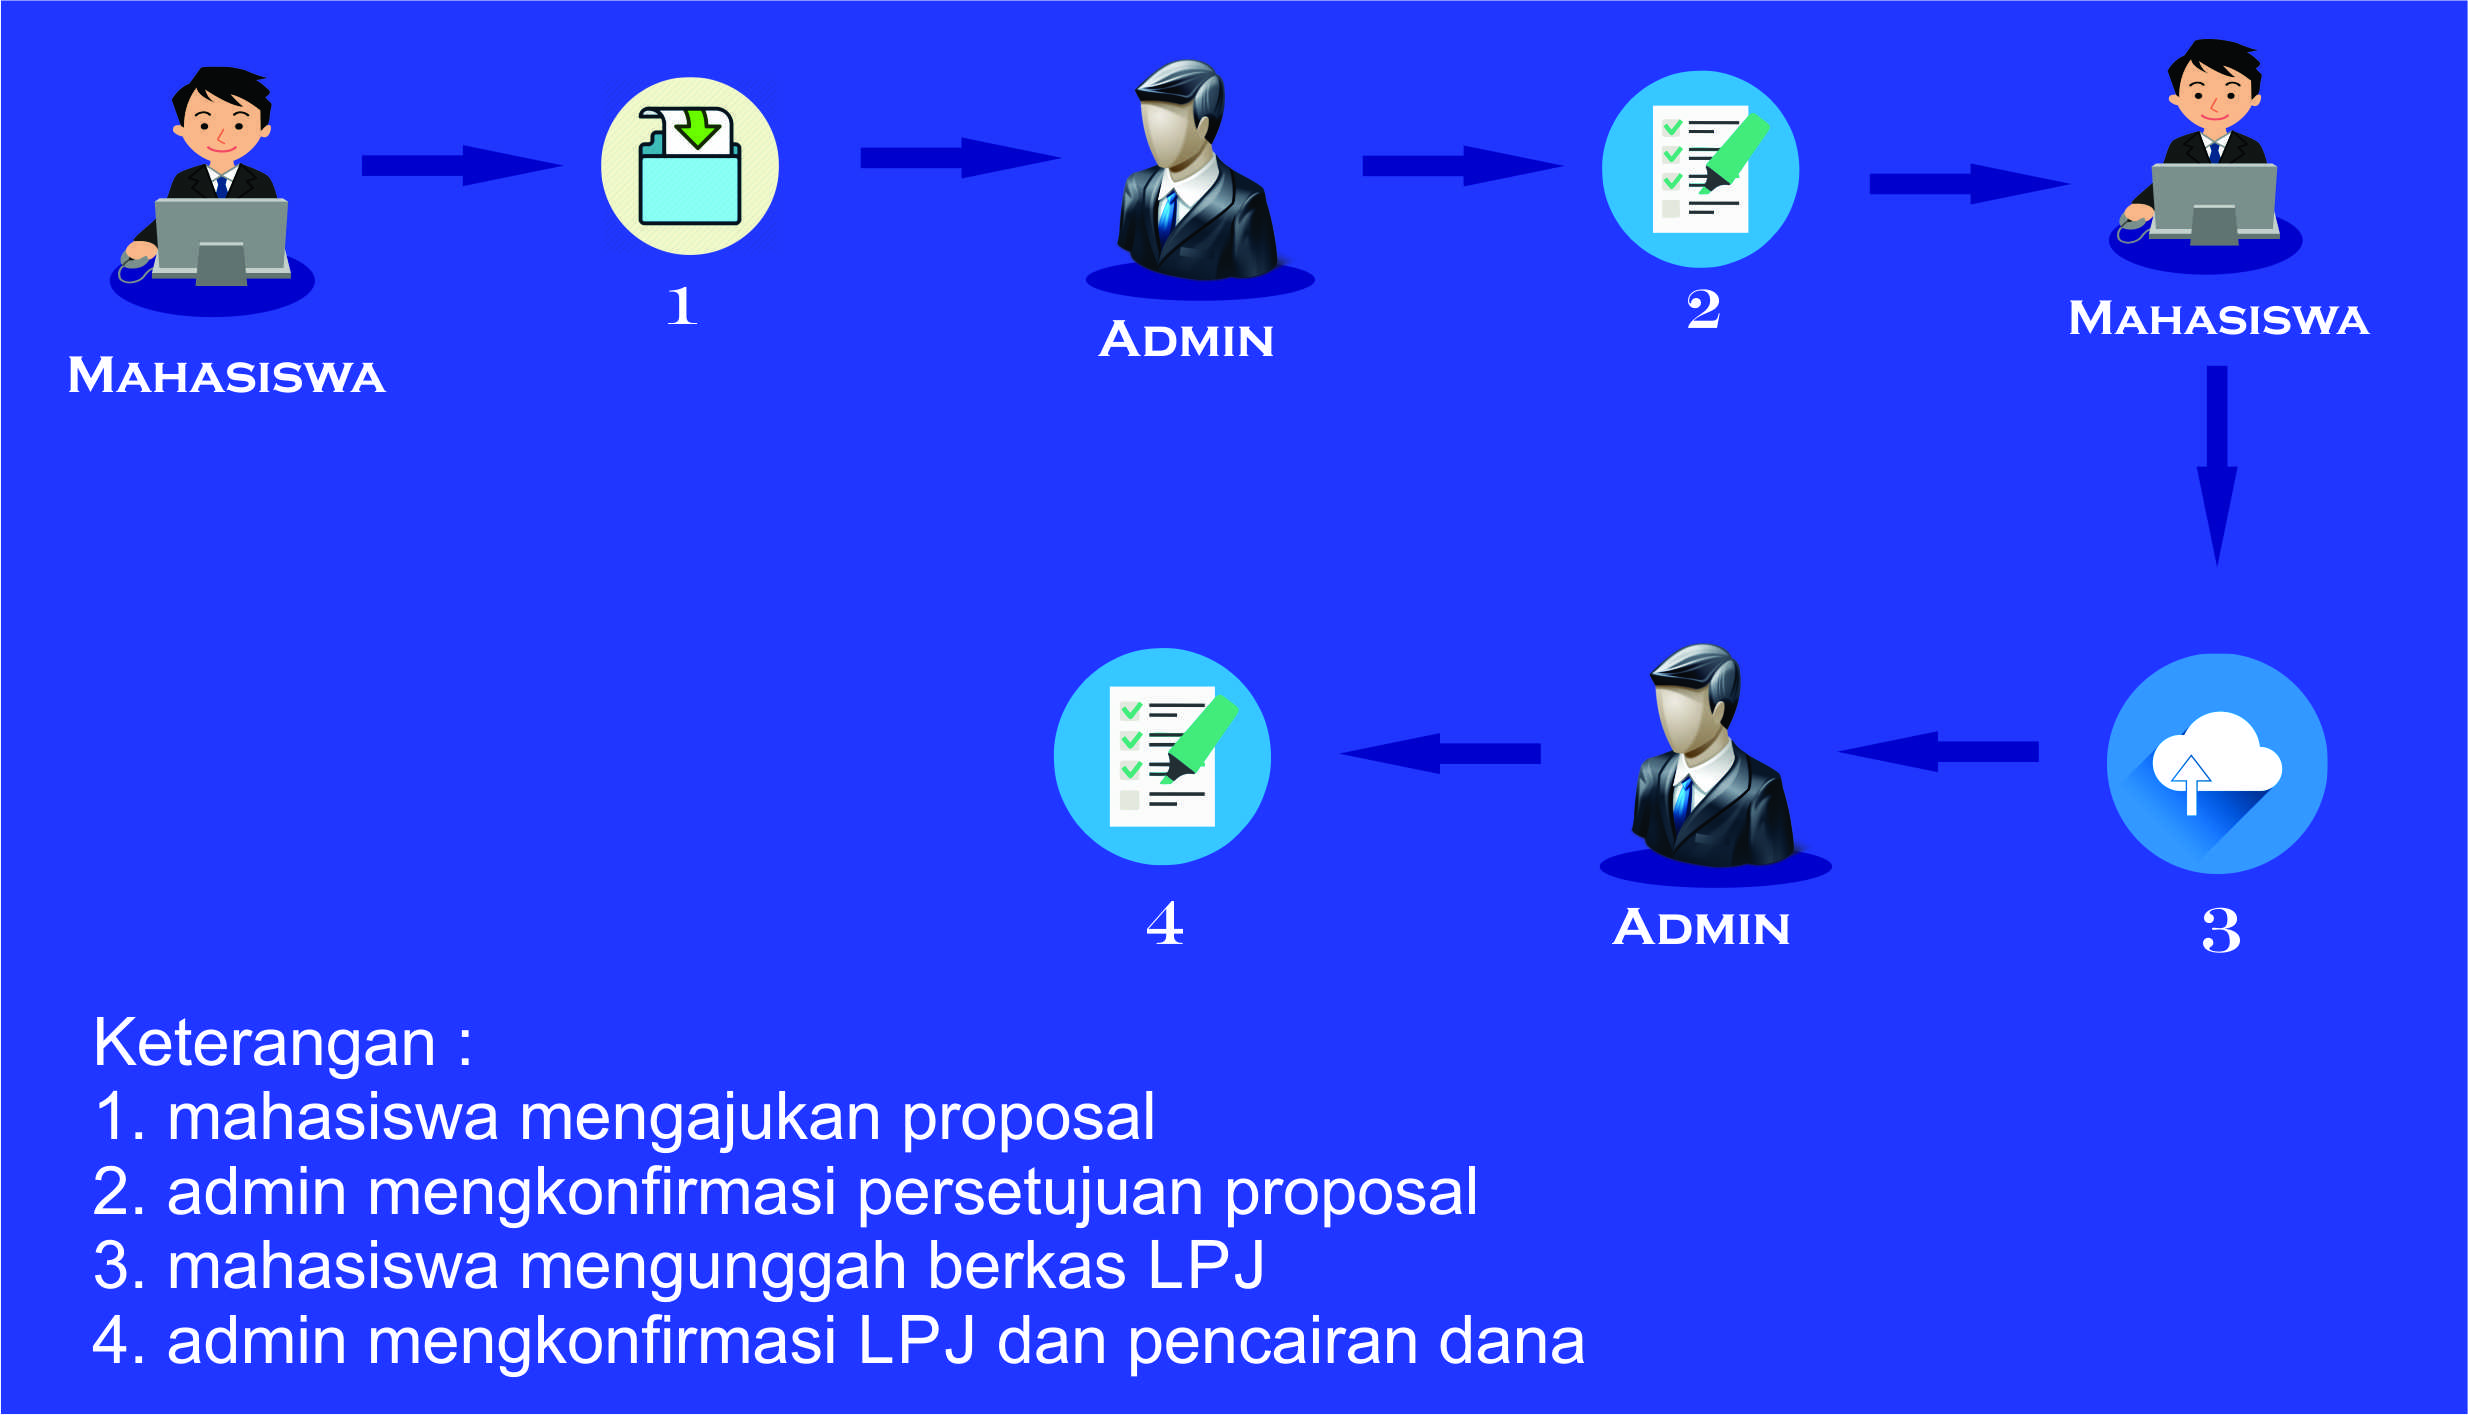 1
Admin
2
Mahasiswa
Mahasiswa
4
Admin
3
Keterangan :
1. mahasiswa mengajukan proposal
2. admin mengkonfirmasi persetujuan proposal
3. mahasiswa mengunggah berkas LPJ
4. admin mengkonfirmasi LPJ dan pencairan dana